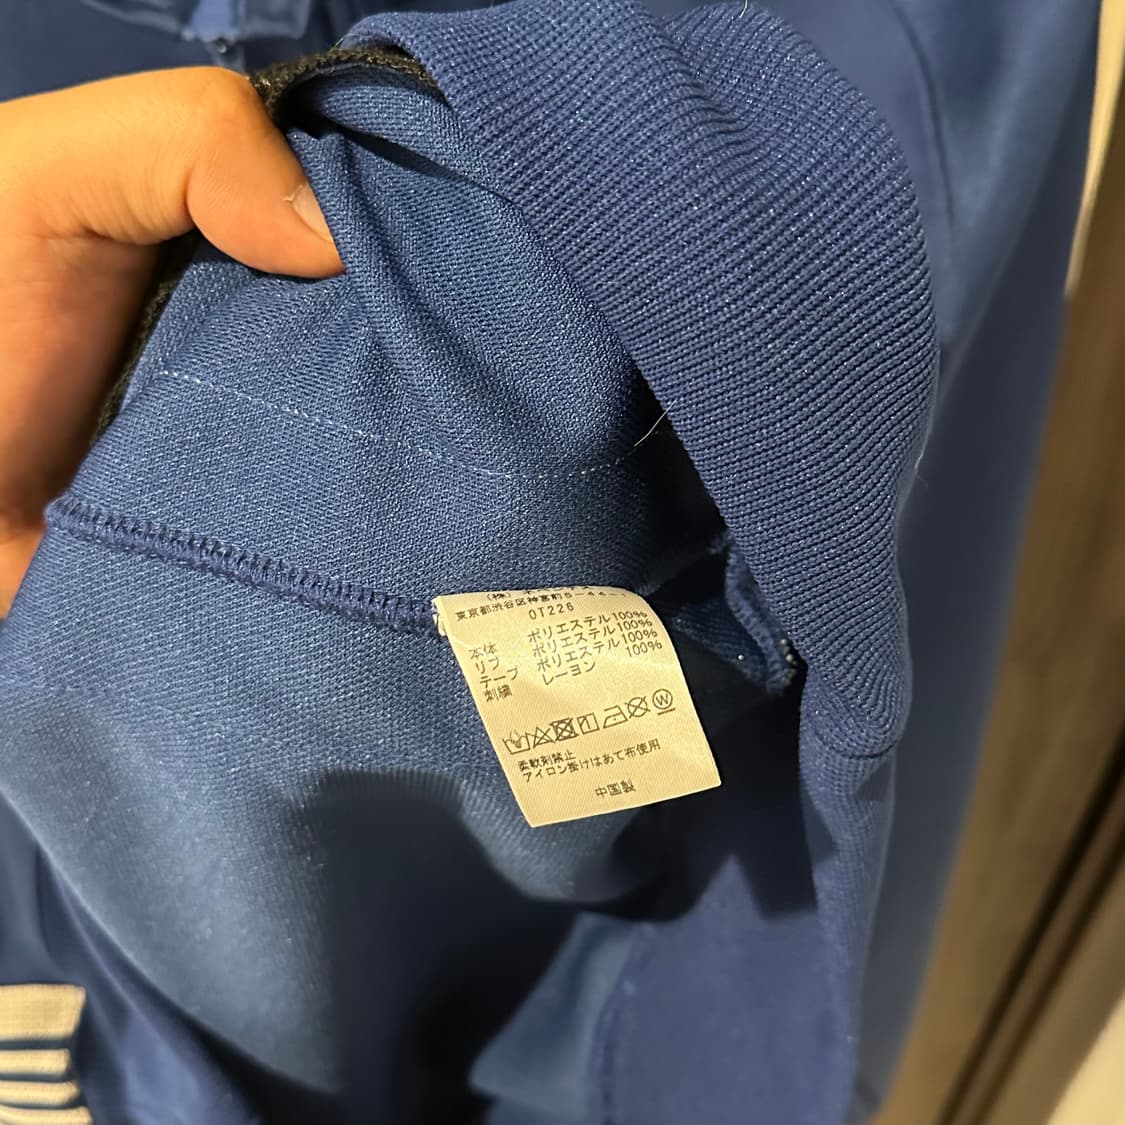 東京都渋谷区神宮前5-44-
0T226
本体 ポリエステル100%
リブ ポリエステル100%
テープ ポリエステル100%
刺繍 レーヨン 100%
W
柔軟剤禁止
アイロン掛けはあて布使用
中国製